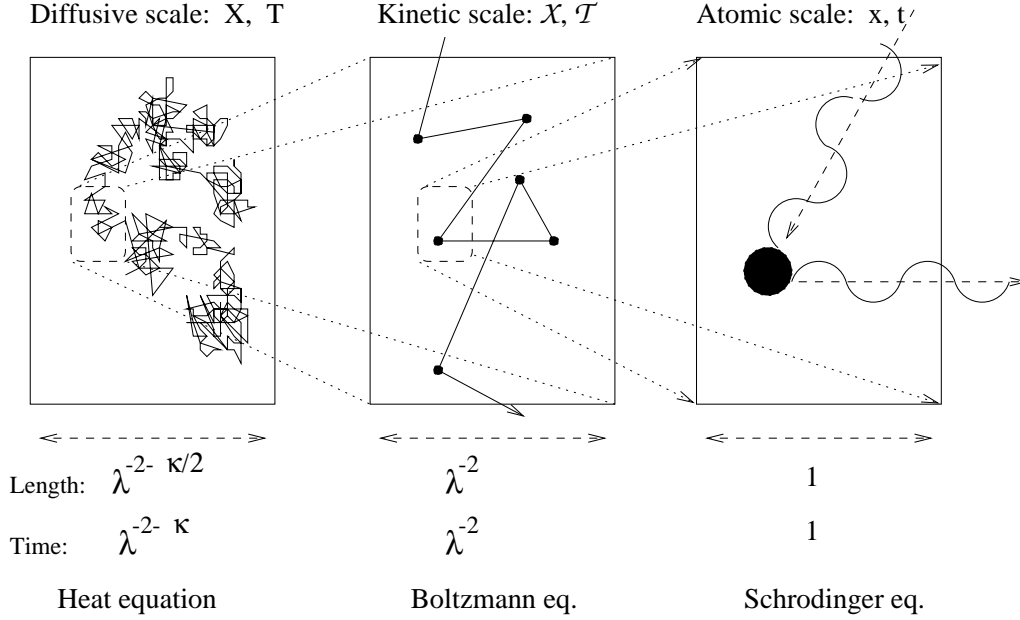 Diffusive scale: X, T Kinetic scale: 𝒳, 𝒯 Atomic scale: x, t
Length: λ^-2- κ/2 λ^-2 1
Time: λ^-2- κ λ^-2 1
Heat equation Boltzmann eq. Schrodinger eq.